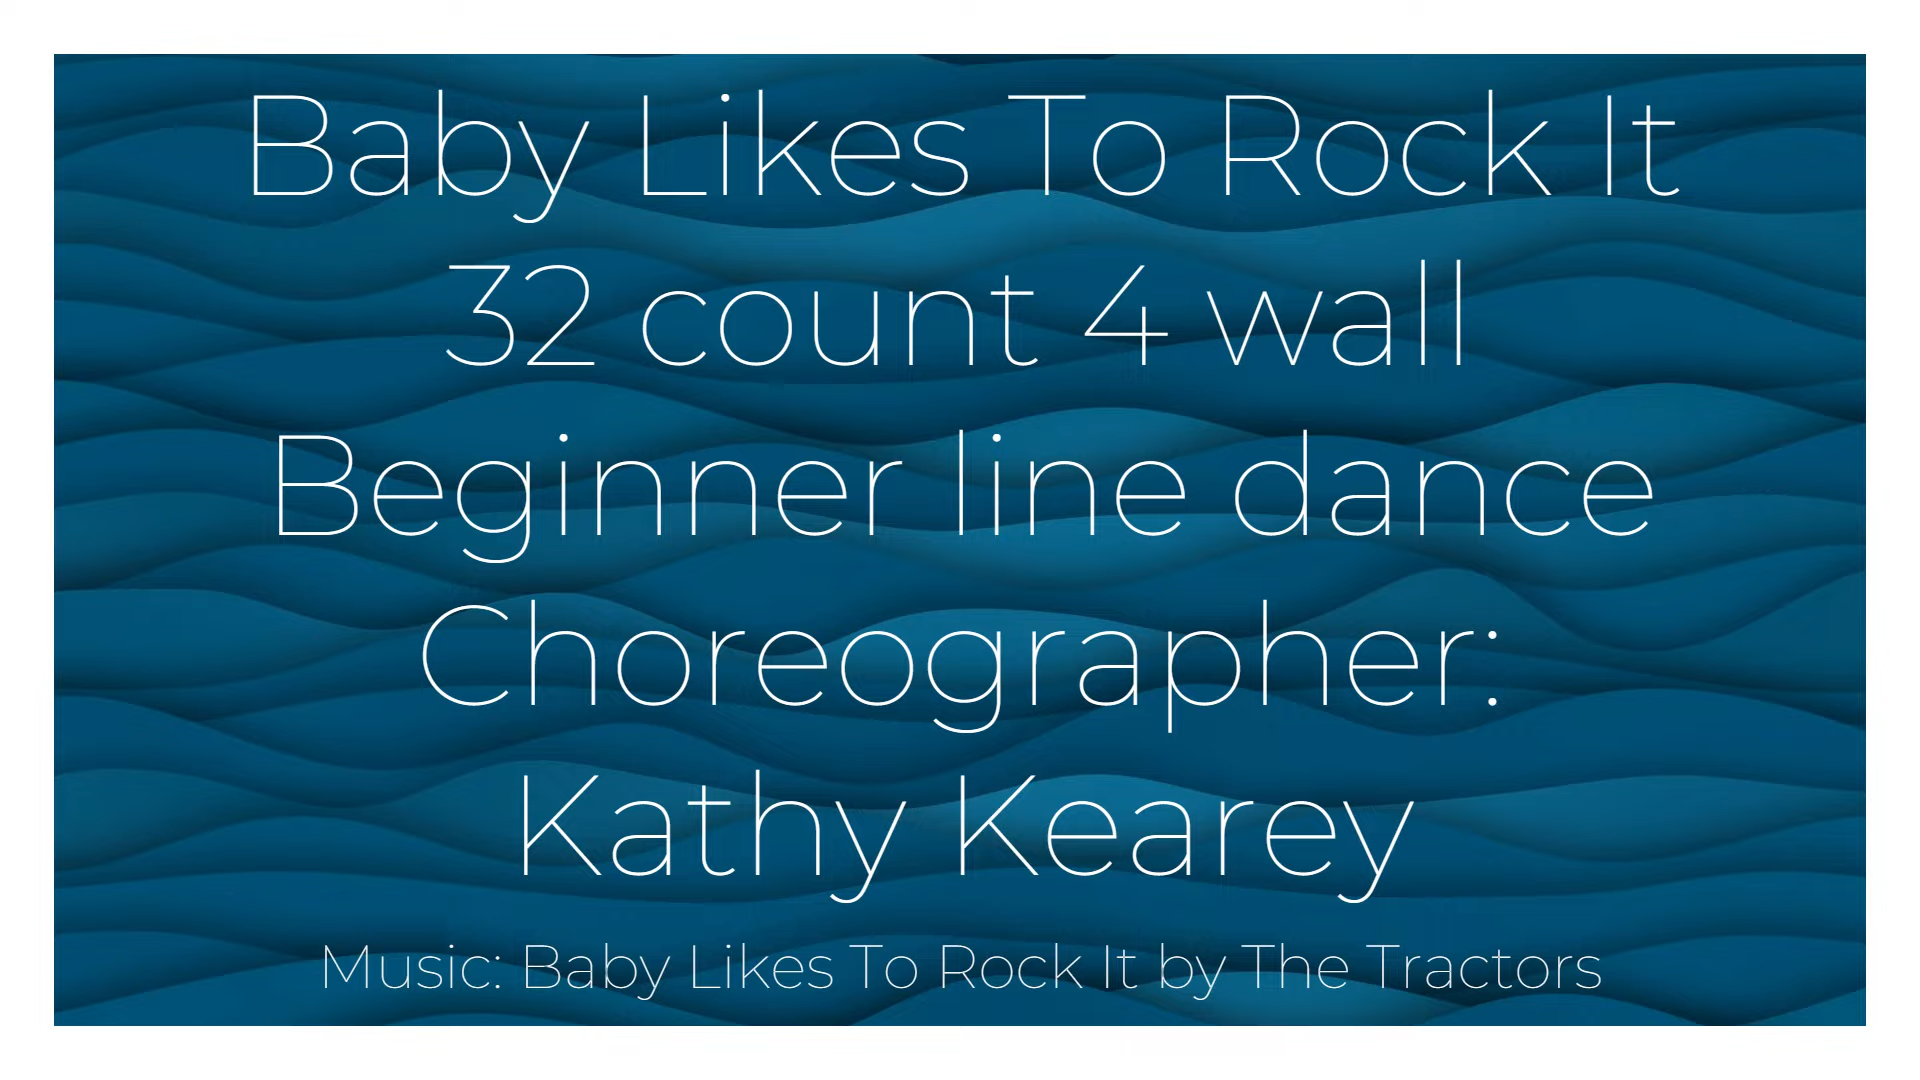 Baby Likes To Rock It
32 count 4 wall
Beginner line dance
Choreographer:
Kathy Kearey
Music: Baby Likes To Rock It by The Tractors